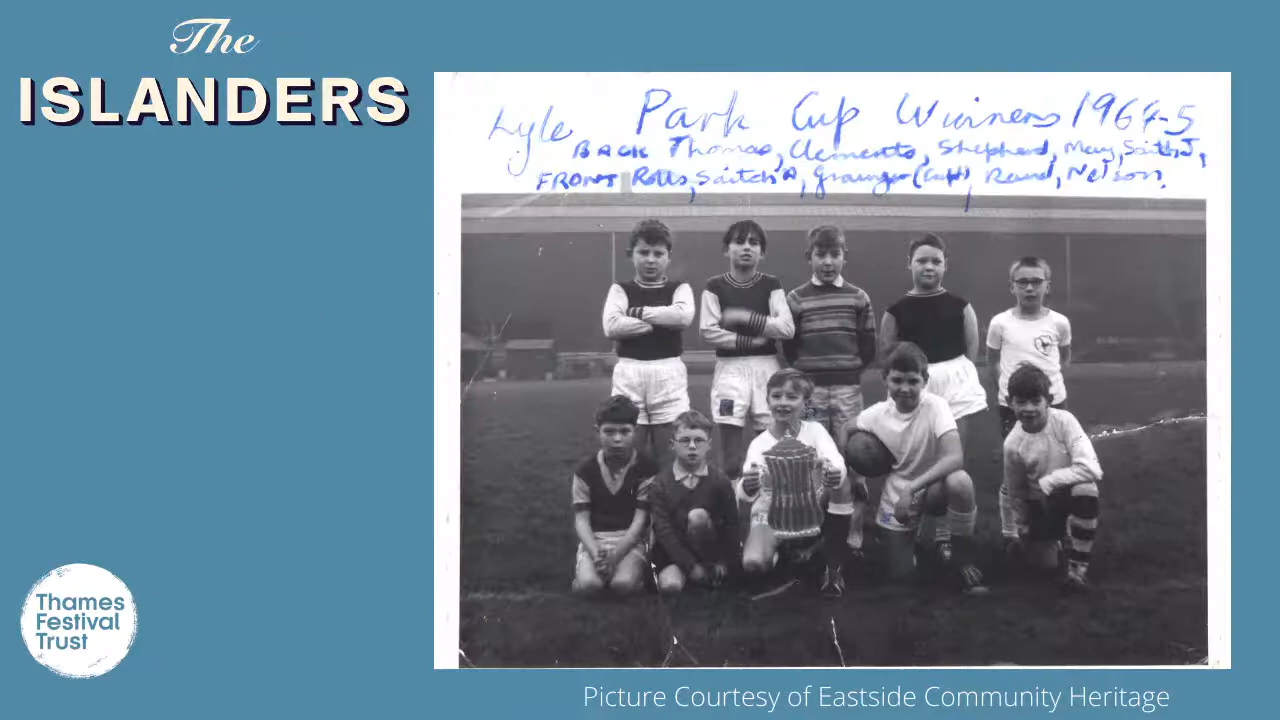 The
ISLANDERS
Lyle Park Cup Winners 1964-5
BACK Thomas, Clements, Shepherd, May, Smith J,
FRONT Rolls, Smith A, Grainger (Capt), Rand, Nelson.
Thames
Festival
Trust
Picture Courtesy of Eastside Community Heritage